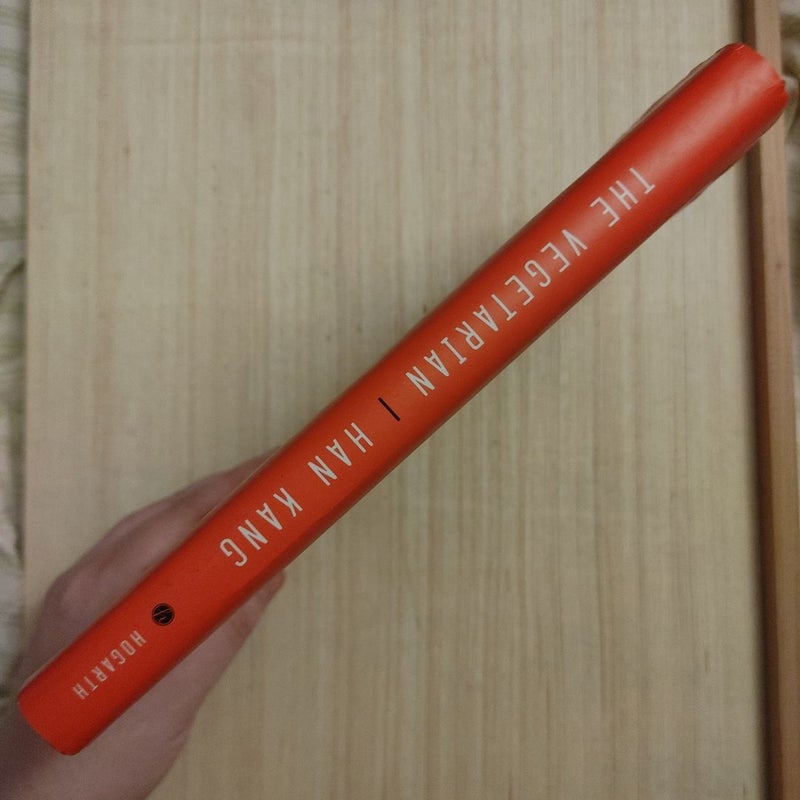 THE VEGETARIAN | HAN KANG
HOGARTH